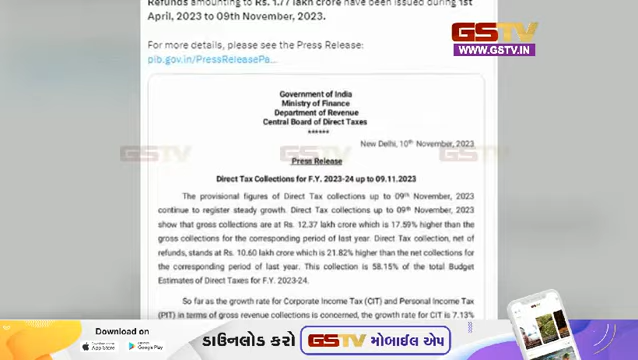 Refunds amounting to Rs. 1.77 lakh crore have been issued during 1st
April, 2023 to 09th November, 2023.
GSTV
WWW.GSTV.IN
For more details, please see the Press Release:
pib.gov.in/PressReleasePa...
Government of India
Ministry of Finance
Department of Revenue
Central Board of Direct Taxes
******
New Delhi, 10th November, 2023
GSTV GSTV GSTV
Press Release
Direct Tax Collections for F.Y. 2023-24 up to 09.11.2023
The provisional figures of Direct Tax collections up to 09th November, 2023
continue to register steady growth. Direct Tax collections up to 09th November, 2023
show that gross collections are at Rs. 12.37 lakh crore which is 17.59% higher than the
gross collections for the corresponding period of last year. Direct Tax collection, net of
refunds, stands at Rs. 10.60 lakh crore which is 21.82% higher than the net collections
for the corresponding period of last year. This collection is 58.15% of the total Budget
Estimates of Direct Taxes for F.Y. 2023-24.
So far as the growth rate for Corporate Income Tax (CIT) and Personal Income Tax
(PIT) in terms of gross revenue collections is concerned, the growth rate for CIT is 7.13%
Download on
App Store Google Play
ડાઉનલોડ કરો GSTV મોબાઈલ એપ